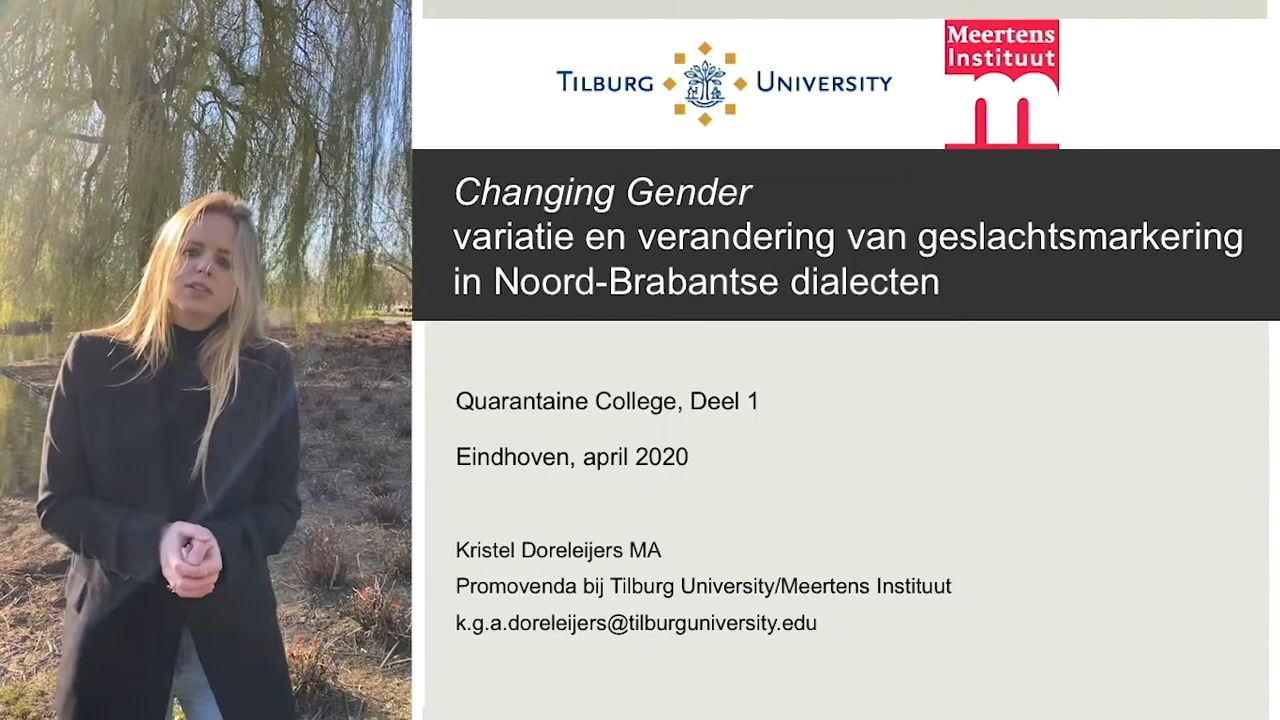 TILBURG UNIVERSITY
Meertens
Instituut
Changing Gender
variatie en verandering van geslachtsmarkering
in Noord-Brabantse dialecten
Quarantaine College, Deel 1
Eindhoven, april 2020
Kristel Doreleijers MA
Promovenda bij Tilburg University/Meertens Instituut
k.g.a.doreleijers@tilburguniversity.edu